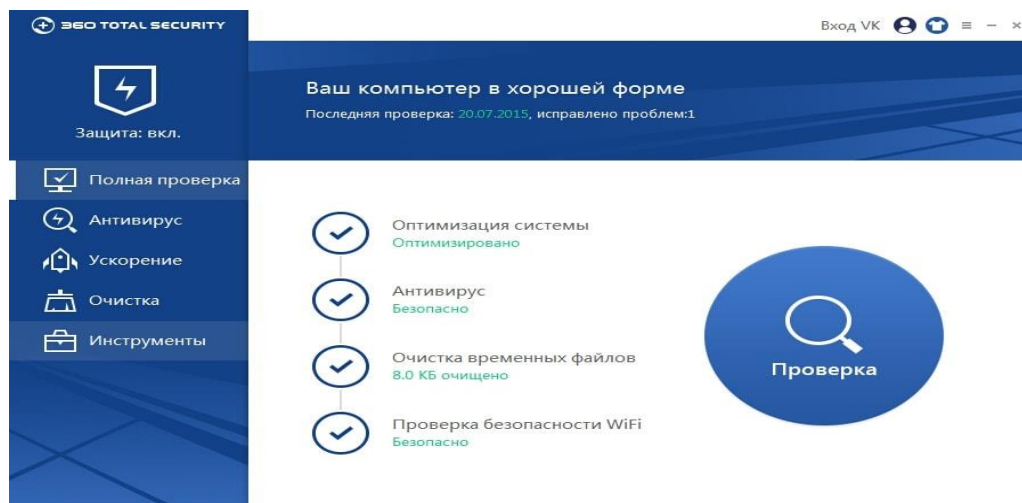 360 TOTAL SECURITY
Вход VK
Защита: вкл.
Ваш компьютер в хорошей форме
Последняя проверка: 20.07.2015, исправлено проблем:1
Полная проверка
Антивирус
Ускорение
Очистка
Инструменты
Оптимизация системы
Оптимизировано
Антивирус
Безопасно
Очистка временных файлов
8.0 КБ очищено
Проверка безопасности WiFi
Безопасно
Проверка